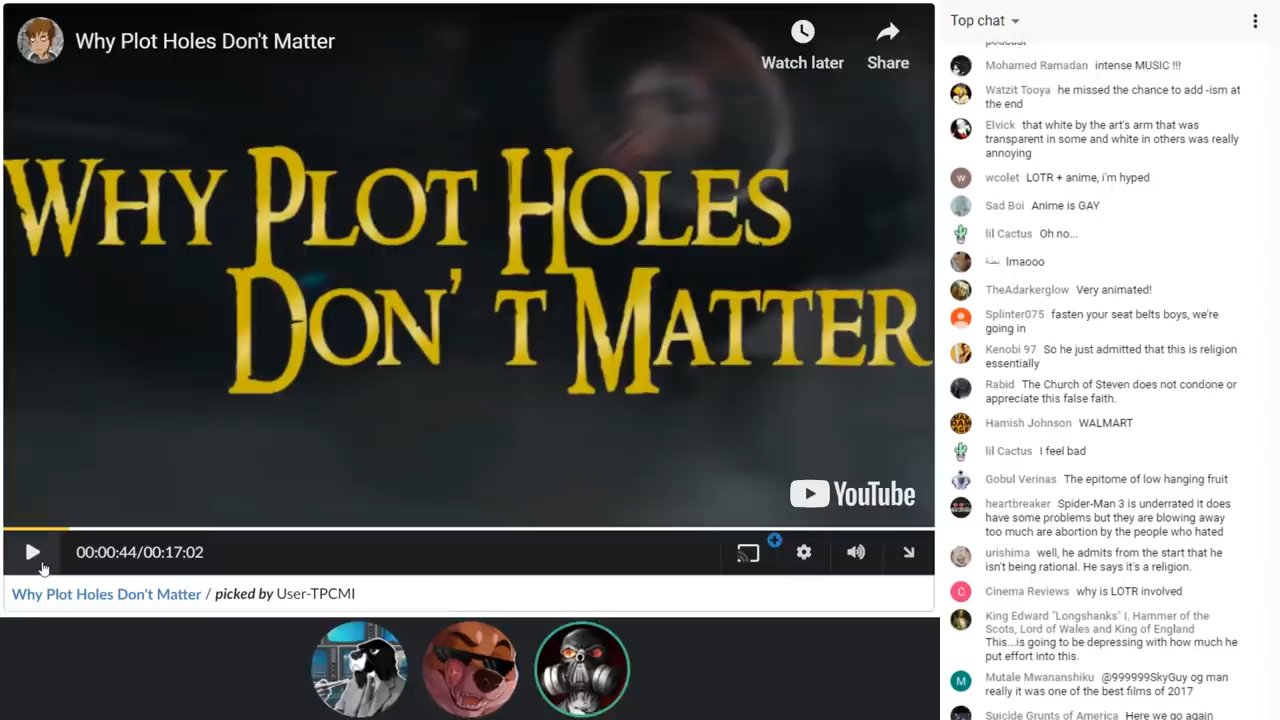 Why Plot Holes Don't Matter
Watch later
Share
WHY PLOT HOLES
DON'T MATTER
YouTube
00:00:44/00:17:02
Why Plot Holes Don't Matter / picked by User-TPCMI
Top chat
podcast
Mohamed Ramadan intense MUSIC !!!
Watzit Tooya he missed the chance to add -ism at
the end
Elvick that white by the art's arm that was
transparent in some and white in others was really
annoying
w
wcolet LOTR + anime, i'm hyped
Sad Boi Anime is GAY
lil Cactus Oh no...
بطة lmaooo
TheAdarkerglow Very animated!
Splinter075 fasten your seat belts boys, we're
going in
Kenobi 97 So he just admitted that this is religion
essentially
Rabid The Church of Steven does not condone or
appreciate this false faith.
Hamish Johnson WALMART
lil Cactus I feel bad
Gobul Verinas The epitome of low hanging fruit
heartbreaker Spider-Man 3 is underrated it does
have some problems but they are blowing away
too much are abortion by the people who hated
urishima well, he admits from the start that he
isn't being rational. He says it's a religion.
C
Cinema Reviews why is LOTR involved
King Edward "Longshanks" I, Hammer of the
Scots, Lord of Wales and King of England
This...is going to be depressing with how much he
put effort into this.
M
Mutale Mwananshiku @999999SkyGuy og man
really it was one of the best films of 2017
Suicide Grunts of America Here we go again